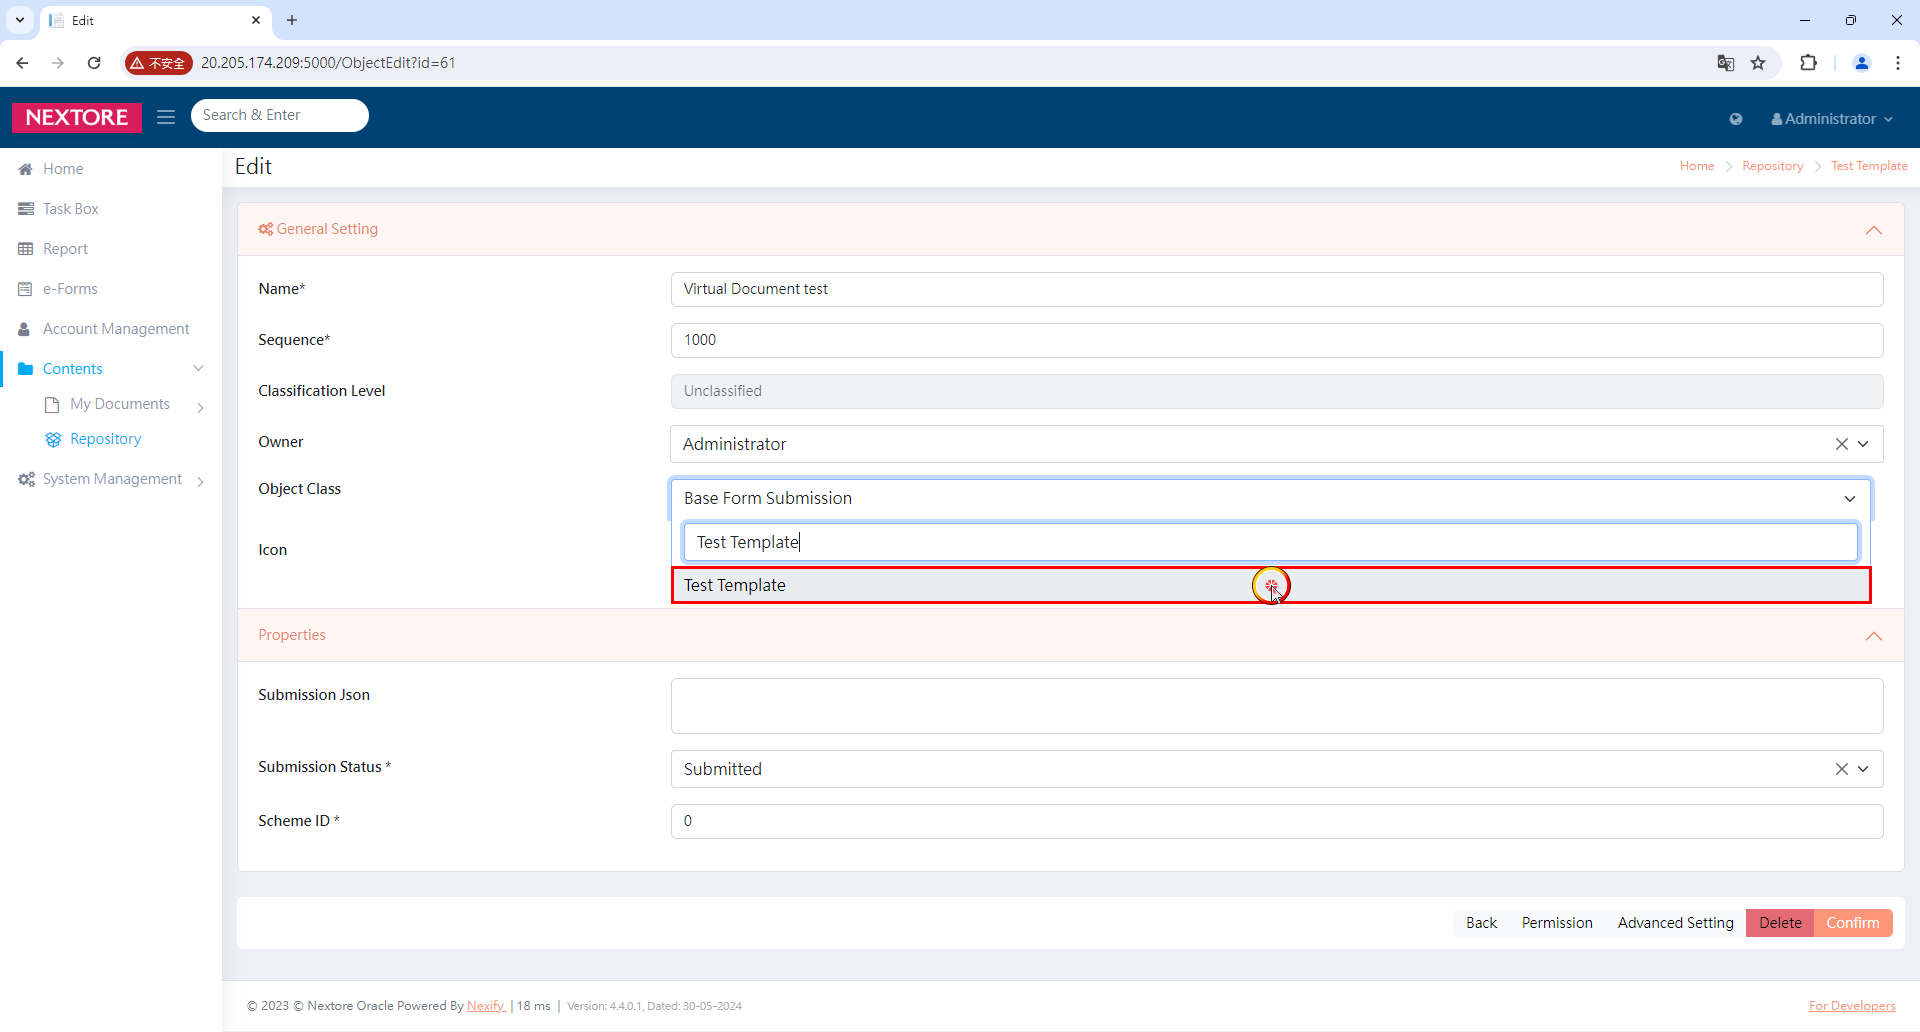 Edit
不安全
20.205.174.209:5000/ObjectEdit?id=61
NEXTORE
Search & Enter
Administrator
Home
Task Box
Report
e-Forms
Account Management
Contents
My Documents
Repository
System Management
Edit
Home
Repository
Test Template
General Setting
Name*
Virtual Document test
Sequence*
1000
Classification Level
Unclassified
Owner
Administrator
Object Class
Base Form Submission
Test Template
Icon
Test Template
Properties
Submission Json
Submission Status *
Submitted
Scheme ID *
0
Back
Permission
Advanced Setting
Delete
Confirm
© 2023 © Nextore Oracle Powered By Nexify | 18 ms | Version: 4.4.0.1, Dated: 30-05-2024
For Developers